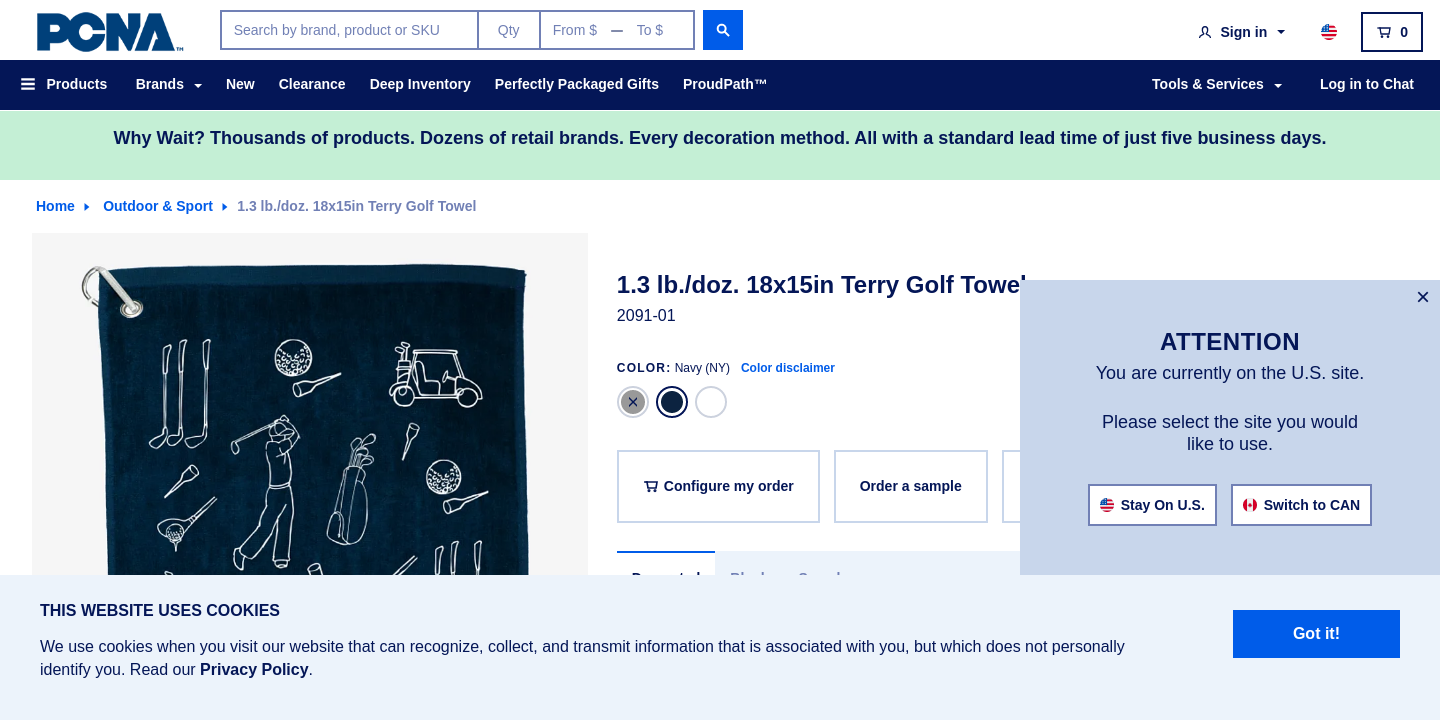 PCNA™
Search by brand, product or SKU
Qty
From $ — To $
Sign in
0
Products
Brands
New
Clearance
Deep Inventory
Perfectly Packaged Gifts
ProudPath™
Tools & Services
Log in to Chat
Why Wait? Thousands of products. Dozens of retail brands. Every decoration method. All with a standard lead time of just five business days.
Home
Outdoor & Sport
1.3 lb./doz. 18x15in Terry Golf Towel
1.3 lb./doz. 18x15in Terry Golf Towel
2091-01
COLOR: Navy (NY) Color disclaimer
Configure my order
Order a sample
ATTENTION
You are currently on the U.S. site.
Please select the site you would
like to use.
Stay On U.S.
Switch to CAN
THIS WEBSITE USES COOKIES
We use cookies when you visit our website that can recognize, collect, and transmit information that is associated with you, but which does not personally
identify you. Read our Privacy Policy.
Got it!